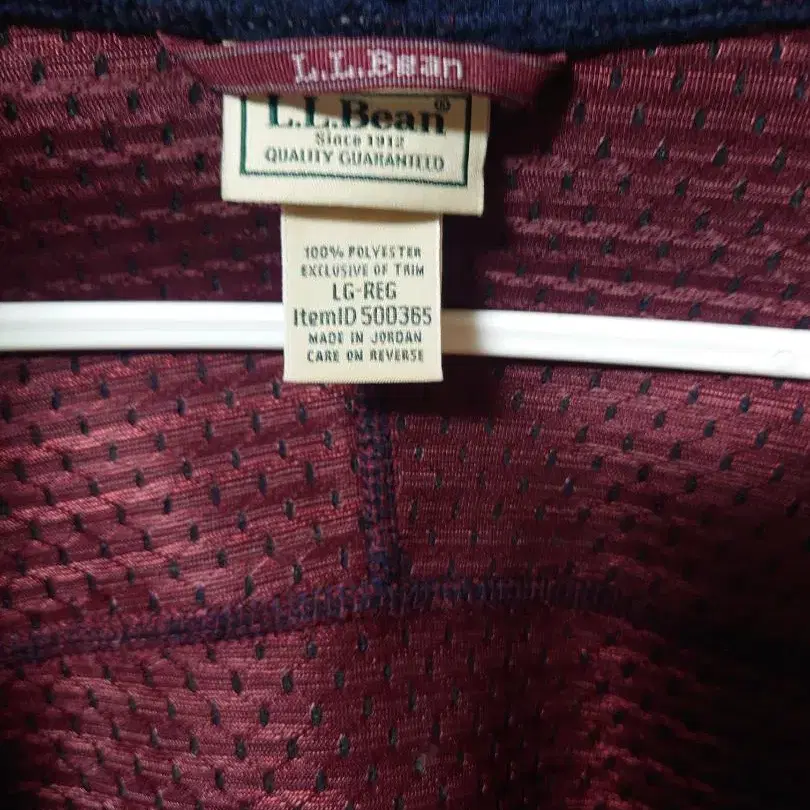 L.L.Bean
L.L.Bean®
Since 1912
QUALITY GUARANTEED
100% POLYESTER
EXCLUSIVE OF TRIM
LG-REG
ItemID 500365
MADE IN JORDAN
CARE ON REVERSE